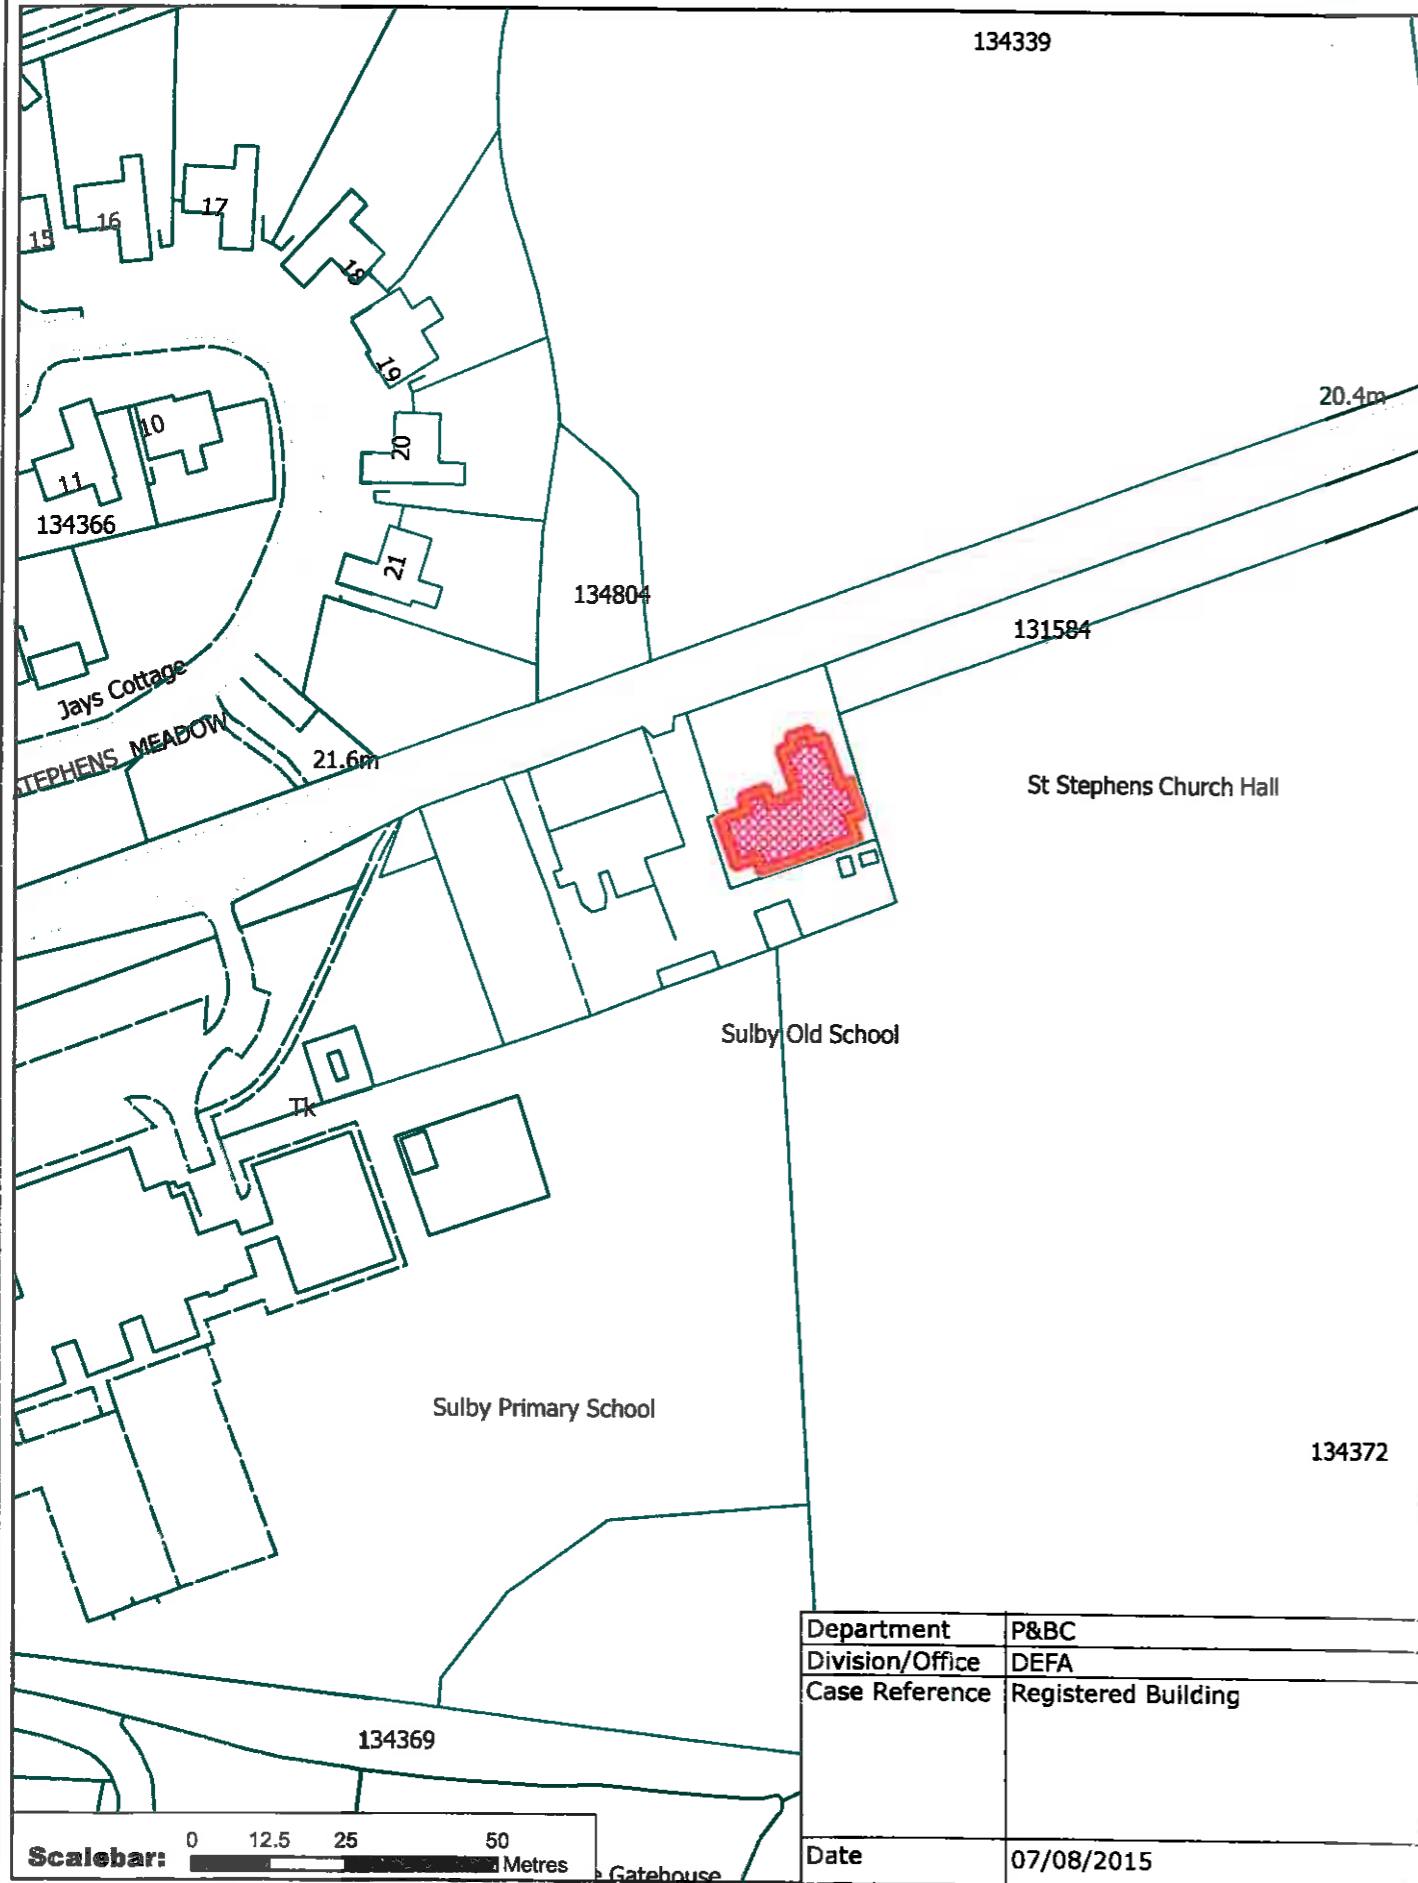 134339
17
16
15
18
19
20.4m
10
20
11
134366
21
134804
131584
Jays Cottage
STEPHENS MEADOW
21.6m
St Stephens Church Hall
Sulby Old School
Tk
Sulby Primary School
134372
Department P&BC
Division/Office DEFA
Case Reference Registered Building
134369
Scalebar: 0 12.5 25 50 Metres
Gatehouse
Date 07/08/2015